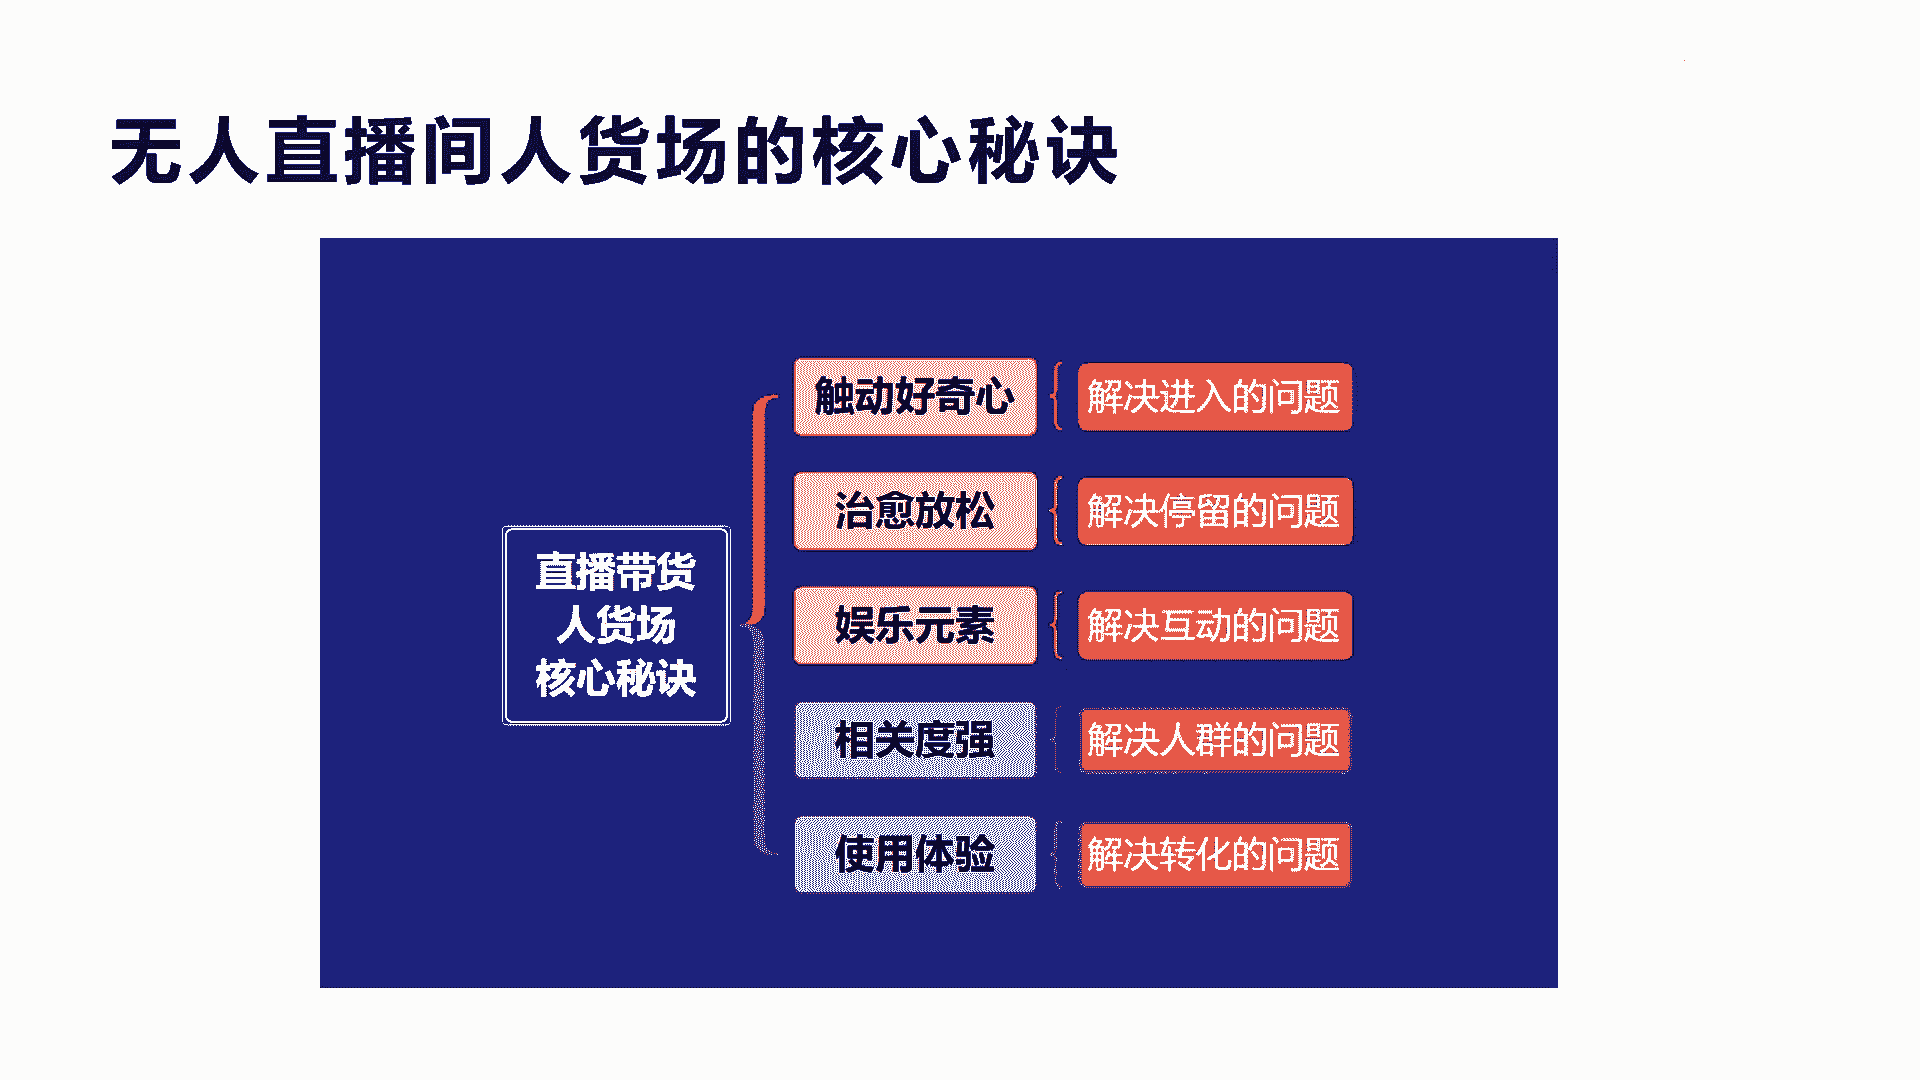 无人直播间人货场的核心秘诀
直播带货
人货场
核心秘诀
触动好奇心
解决进入的问题
治愈放松
解决停留的问题
娱乐元素
解决互动的问题
相关度强
解决人群的问题
使用体验
解决转化的问题